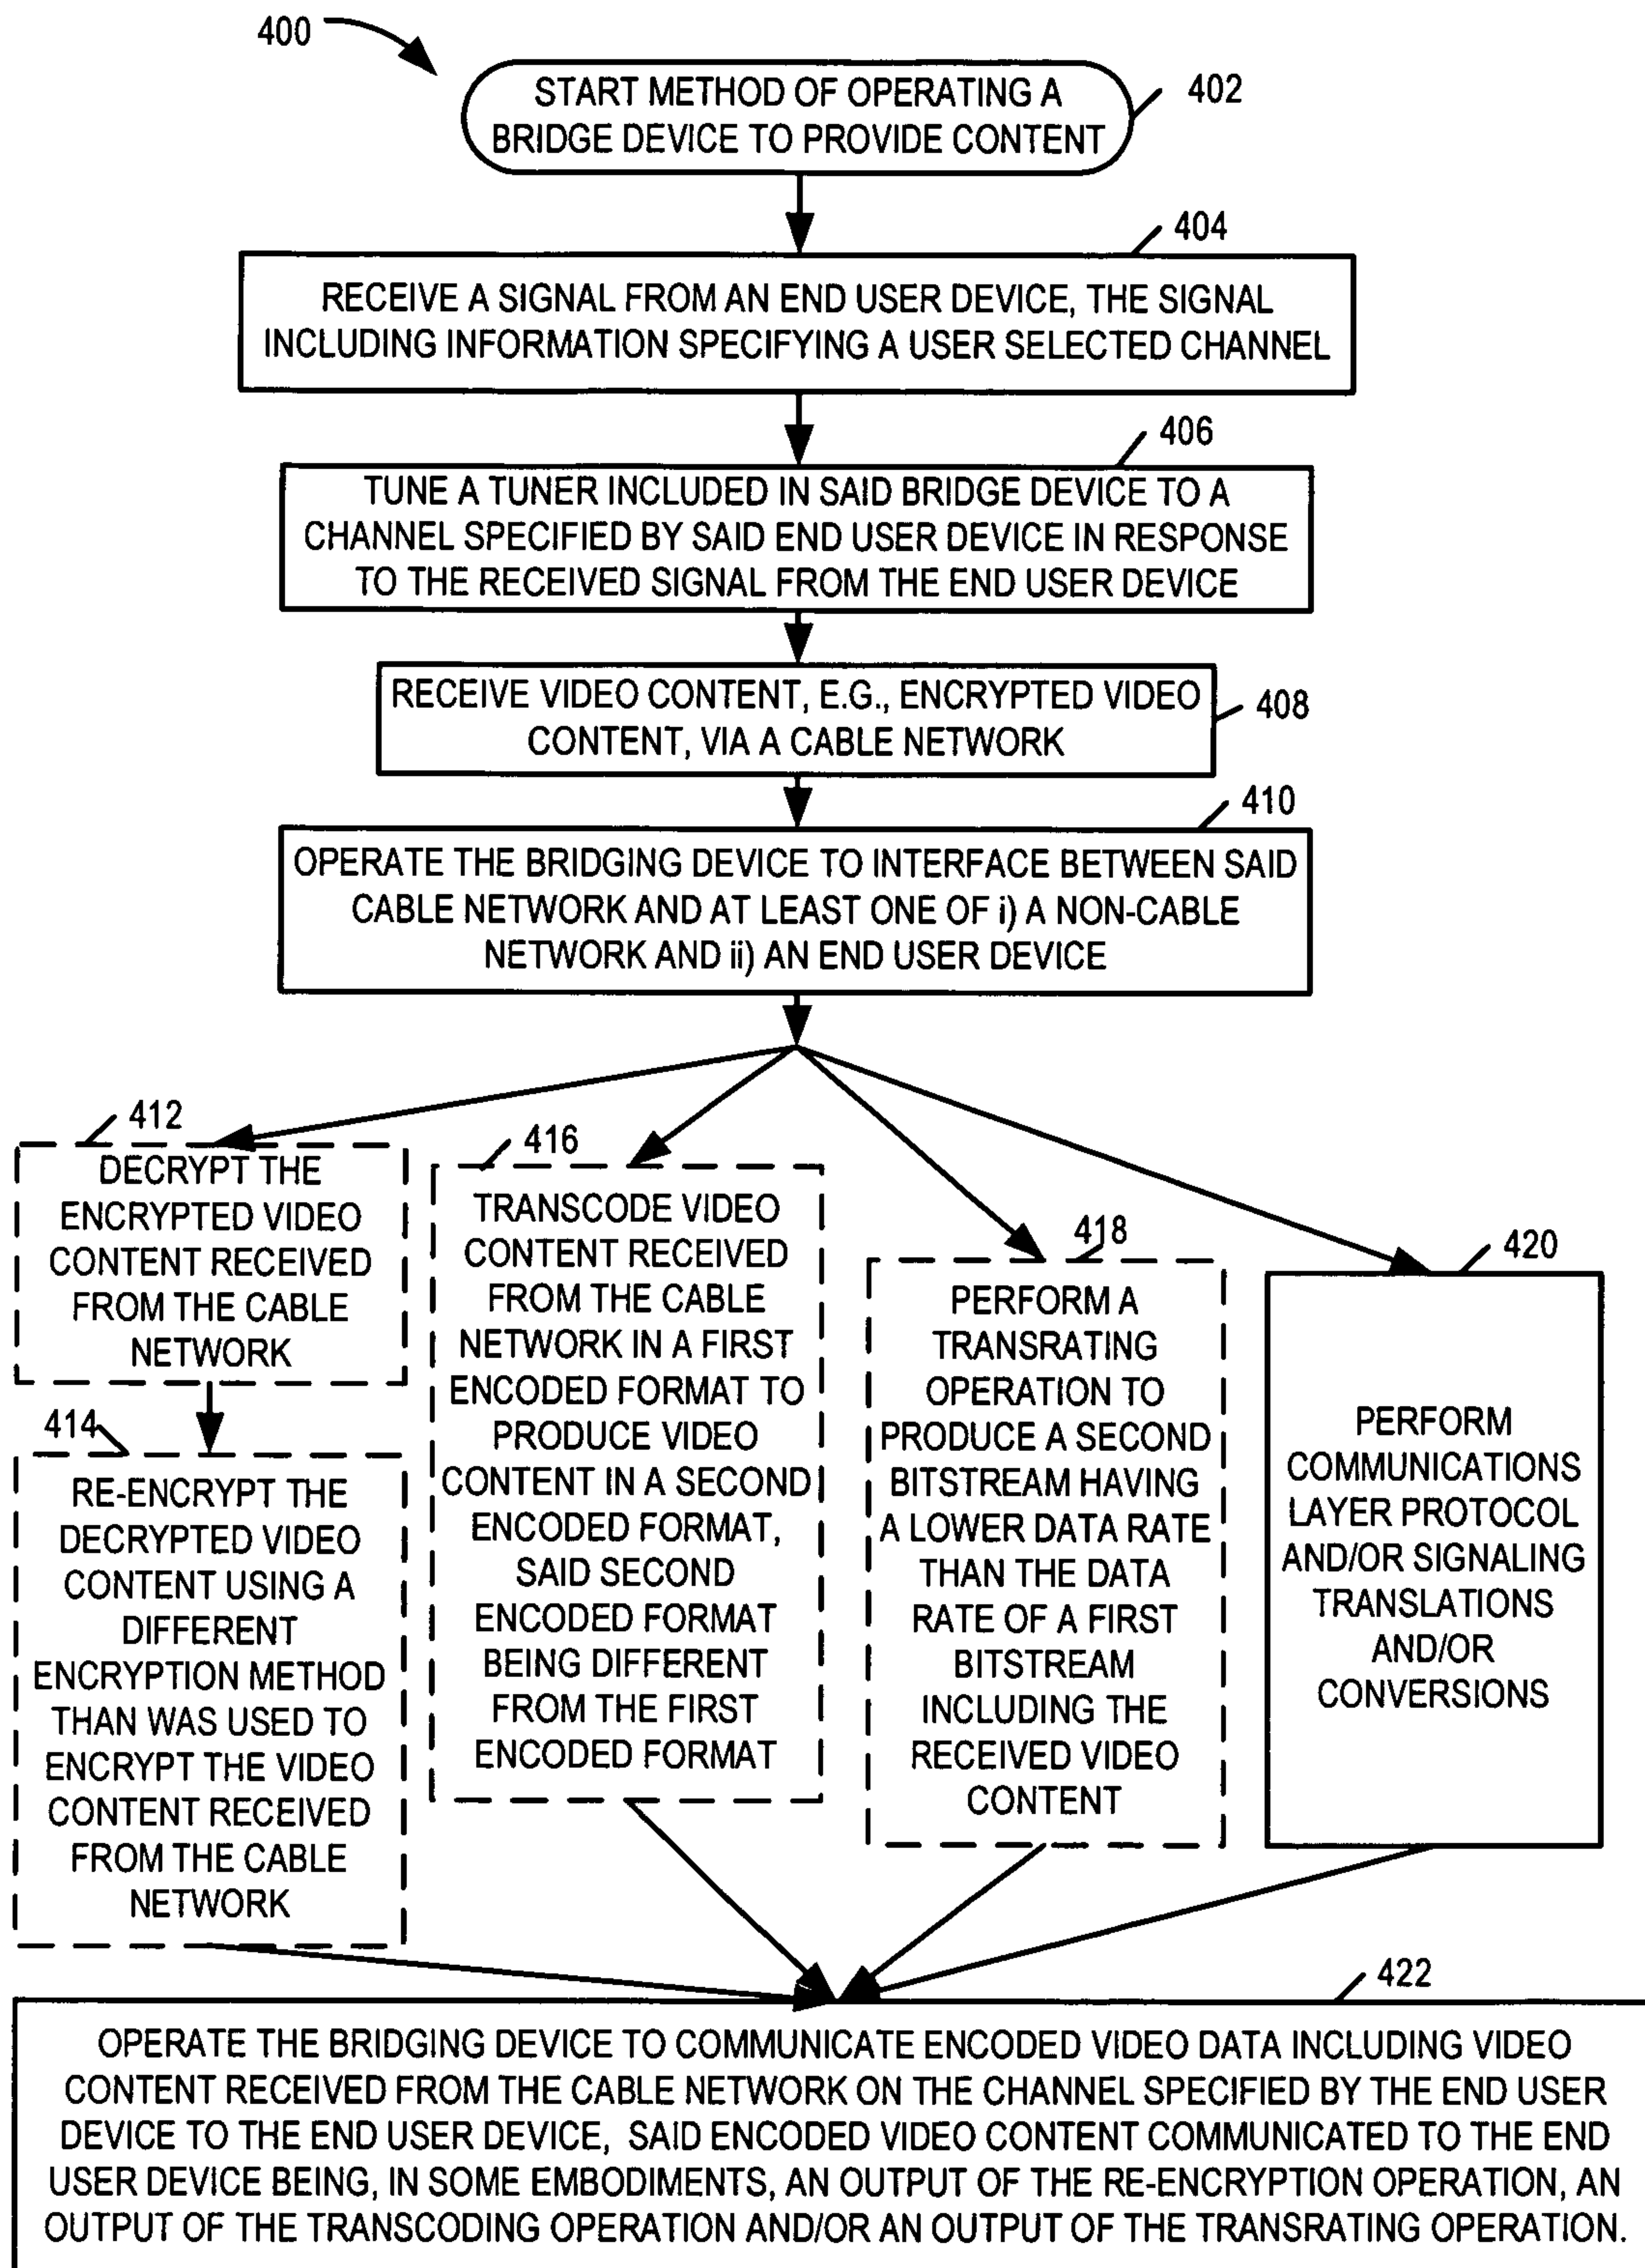 400
START METHOD OF OPERATING A
BRIDGE DEVICE TO PROVIDE CONTENT
402
404
RECEIVE A SIGNAL FROM AN END USER DEVICE, THE SIGNAL
INCLUDING INFORMATION SPECIFYING A USER SELECTED CHANNEL
406
TUNE A TUNER INCLUDED IN SAID BRIDGE DEVICE TO A
CHANNEL SPECIFIED BY SAID END USER DEVICE IN RESPONSE
TO THE RECEIVED SIGNAL FROM THE END USER DEVICE
RECEIVE VIDEO CONTENT, E.G., ENCRYPTED VIDEO
CONTENT, VIA A CABLE NETWORK
408
410
OPERATE THE BRIDGING DEVICE TO INTERFACE BETWEEN SAID
CABLE NETWORK AND AT LEAST ONE OF i) A NON-CABLE
NETWORK AND ii) AN END USER DEVICE
412
DECRYPT THE
ENCRYPTED VIDEO
CONTENT RECEIVED
FROM THE CABLE
NETWORK
414
RE-ENCRYPT THE
DECRYPTED VIDEO
CONTENT USING A
DIFFERENT
ENCRYPTION METHOD
THAN WAS USED TO
ENCRYPT THE VIDEO
CONTENT RECEIVED
FROM THE CABLE
NETWORK
416
TRANSCODE VIDEO
CONTENT RECEIVED
FROM THE CABLE
NETWORK IN A FIRST
ENCODED FORMAT TO
PRODUCE VIDEO
CONTENT IN A SECOND
ENCODED FORMAT,
SAID SECOND
ENCODED FORMAT
BEING DIFFERENT
FROM THE FIRST
ENCODED FORMAT
418
PERFORM A
TRANSRATING
OPERATION TO
PRODUCE A SECOND
BITSTREAM HAVING
A LOWER DATA RATE
THAN THE DATA
RATE OF A FIRST
BITSTREAM
INCLUDING THE
RECEIVED VIDEO
CONTENT
420
PERFORM
COMMUNICATIONS
LAYER PROTOCOL
AND/OR SIGNALING
TRANSLATIONS
AND/OR
CONVERSIONS
422
OPERATE THE BRIDGING DEVICE TO COMMUNICATE ENCODED VIDEO DATA INCLUDING VIDEO
CONTENT RECEIVED FROM THE CABLE NETWORK ON THE CHANNEL SPECIFIED BY THE END USER
DEVICE TO THE END USER DEVICE, SAID ENCODED VIDEO CONTENT COMMUNICATED TO THE END
USER DEVICE BEING, IN SOME EMBODIMENTS, AN OUTPUT OF THE RE-ENCRYPTION OPERATION, AN
OUTPUT OF THE TRANSCODING OPERATION AND/OR AN OUTPUT OF THE TRANSRATING OPERATION.